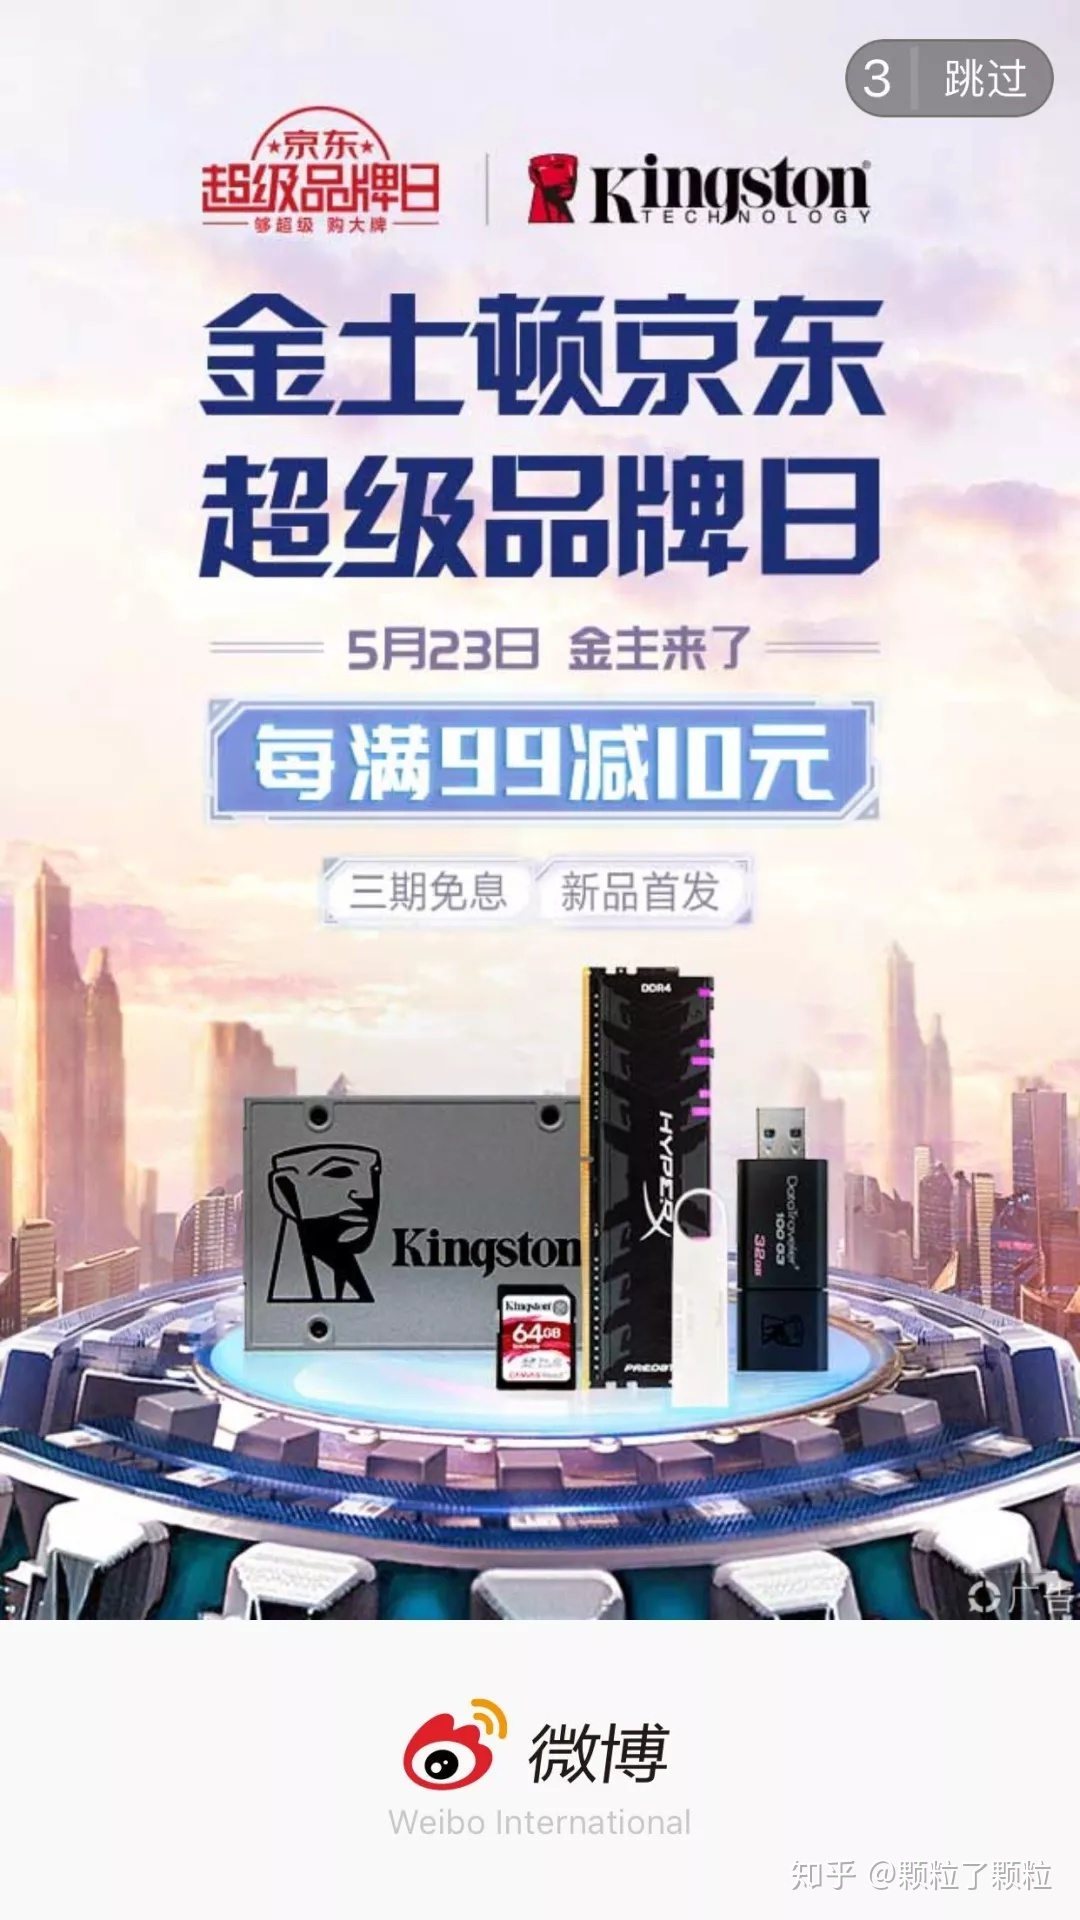 3 跳过
京东
超级品牌日
够超级 购大牌
Kingston
TECHNOLOGY
金士顿京东
超级品牌日
5月23日 金主来了
每满99减10元
三期免息 新品首发
DDR4
HYPERX
PREDAT
Kingston
Kingston
64GB
DataTraveler
100 G3
32GB
广告
微博
Weibo International
知乎 @颗粒了颗粒